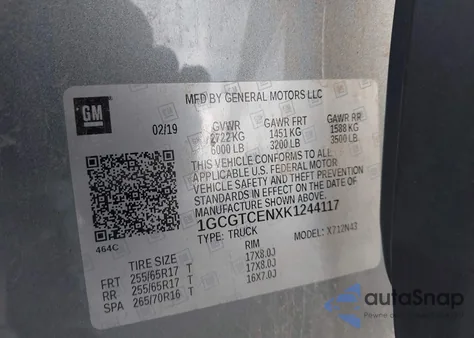 MFD BY GENERAL MOTORS LLC
GM
02/19
GVWR GAWR FRT GAWR RR
2722 KG 1451 KG 1588 KG
6000 LB 3200 LB 3500 LB
THIS VEHICLE CONFORMS TO ALL
APPLICABLE U.S. FEDERAL MOTOR
VEHICLE SAFETY AND THEFT PREVENTION
STANDARDS IN EFFECT ON THE DATE OF
MANUFACTURE SHOWN ABOVE.
1GCGTCENXK1244117
TYPE: TRUCK MODEL: X712N43
464C
TIRE SIZE RIM
FRT 255/65R17 T 17X8.0J
RR 255/65R17 T 17X8.0J
SPA 265/70R16 T 16X7.0J
autoSnap